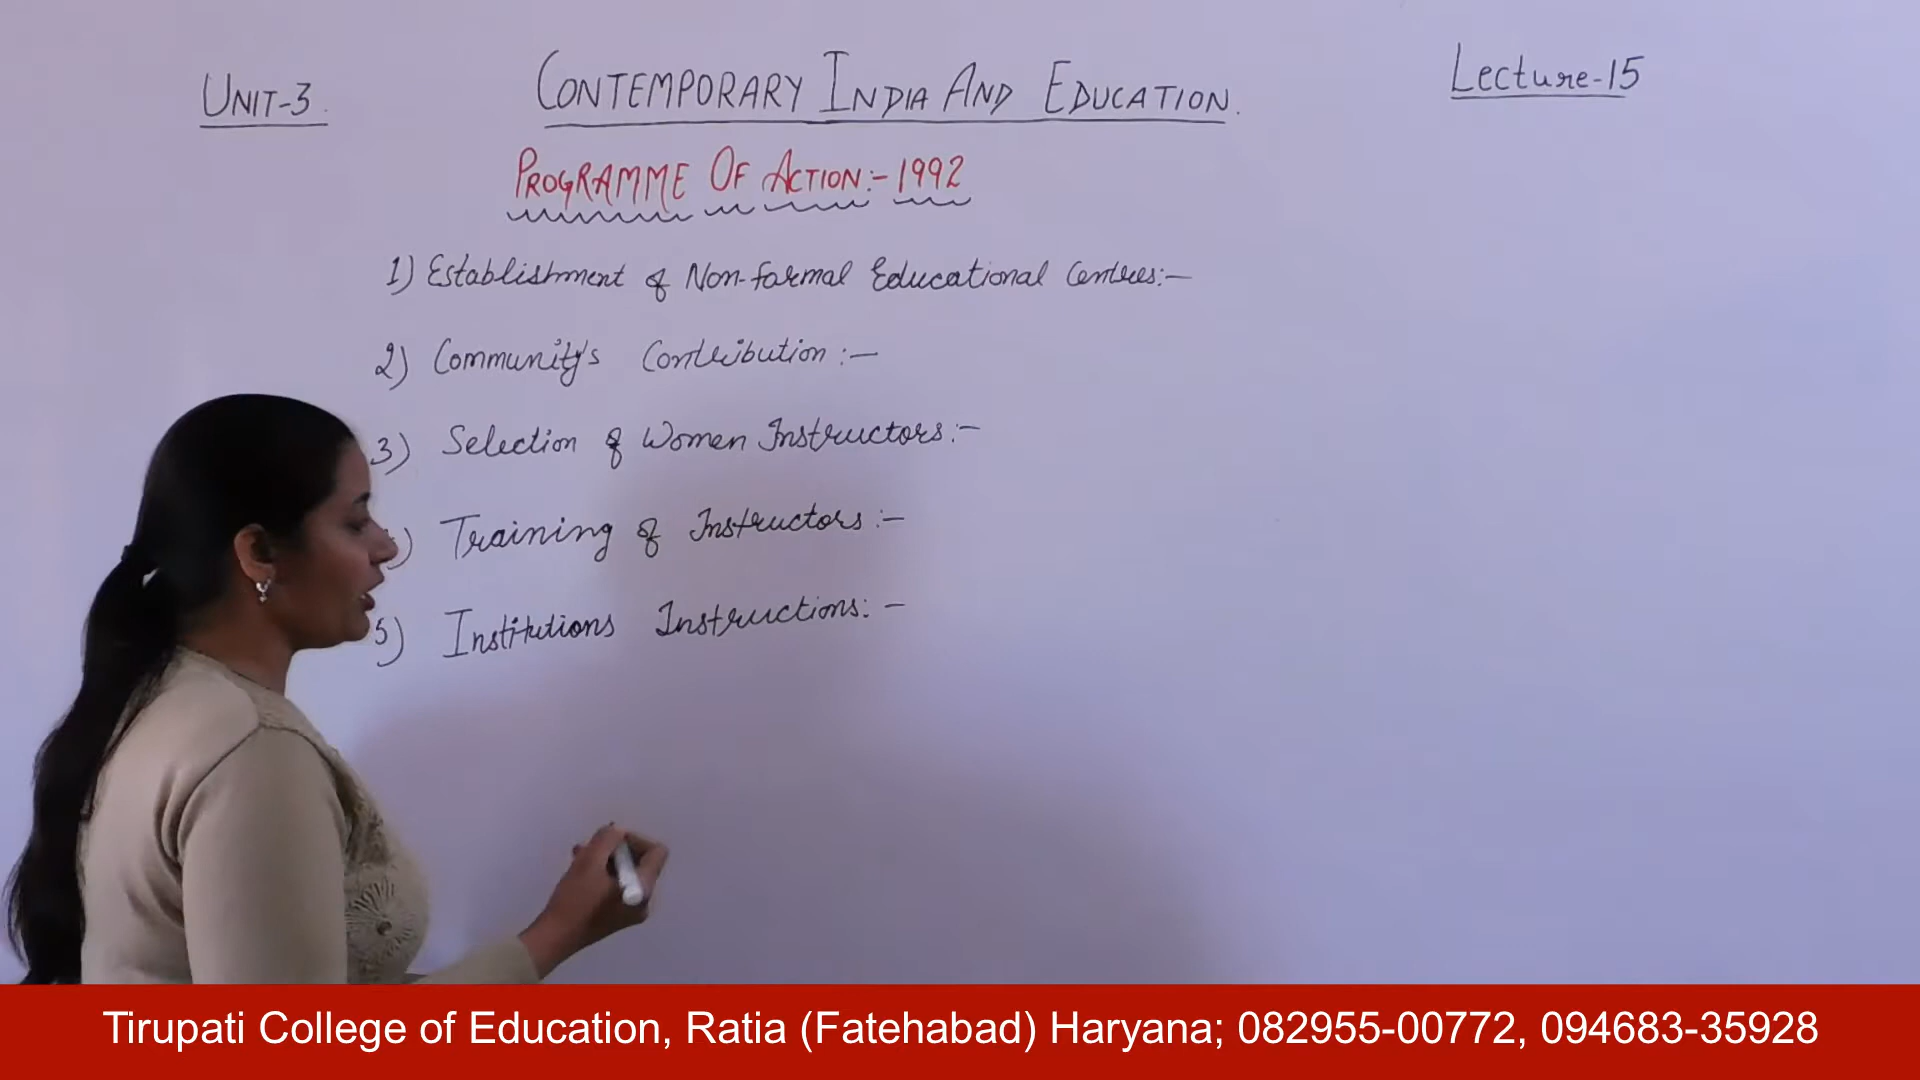 UNIT-3.
CONTEMPORARY INDIA AND EDUCATION.
Lecture-15
PROGRAMME OF ACTION:- 1992
1) Establishment of Non-formal Educational Centres:-
2) Community's Contribution :-
3) Selection of Women Instructors:-
) Training of Instructors :-
5) Institutions Instructions: -
Tirupati College of Education, Ratia (Fatehabad) Haryana; 082955-00772, 094683-35928